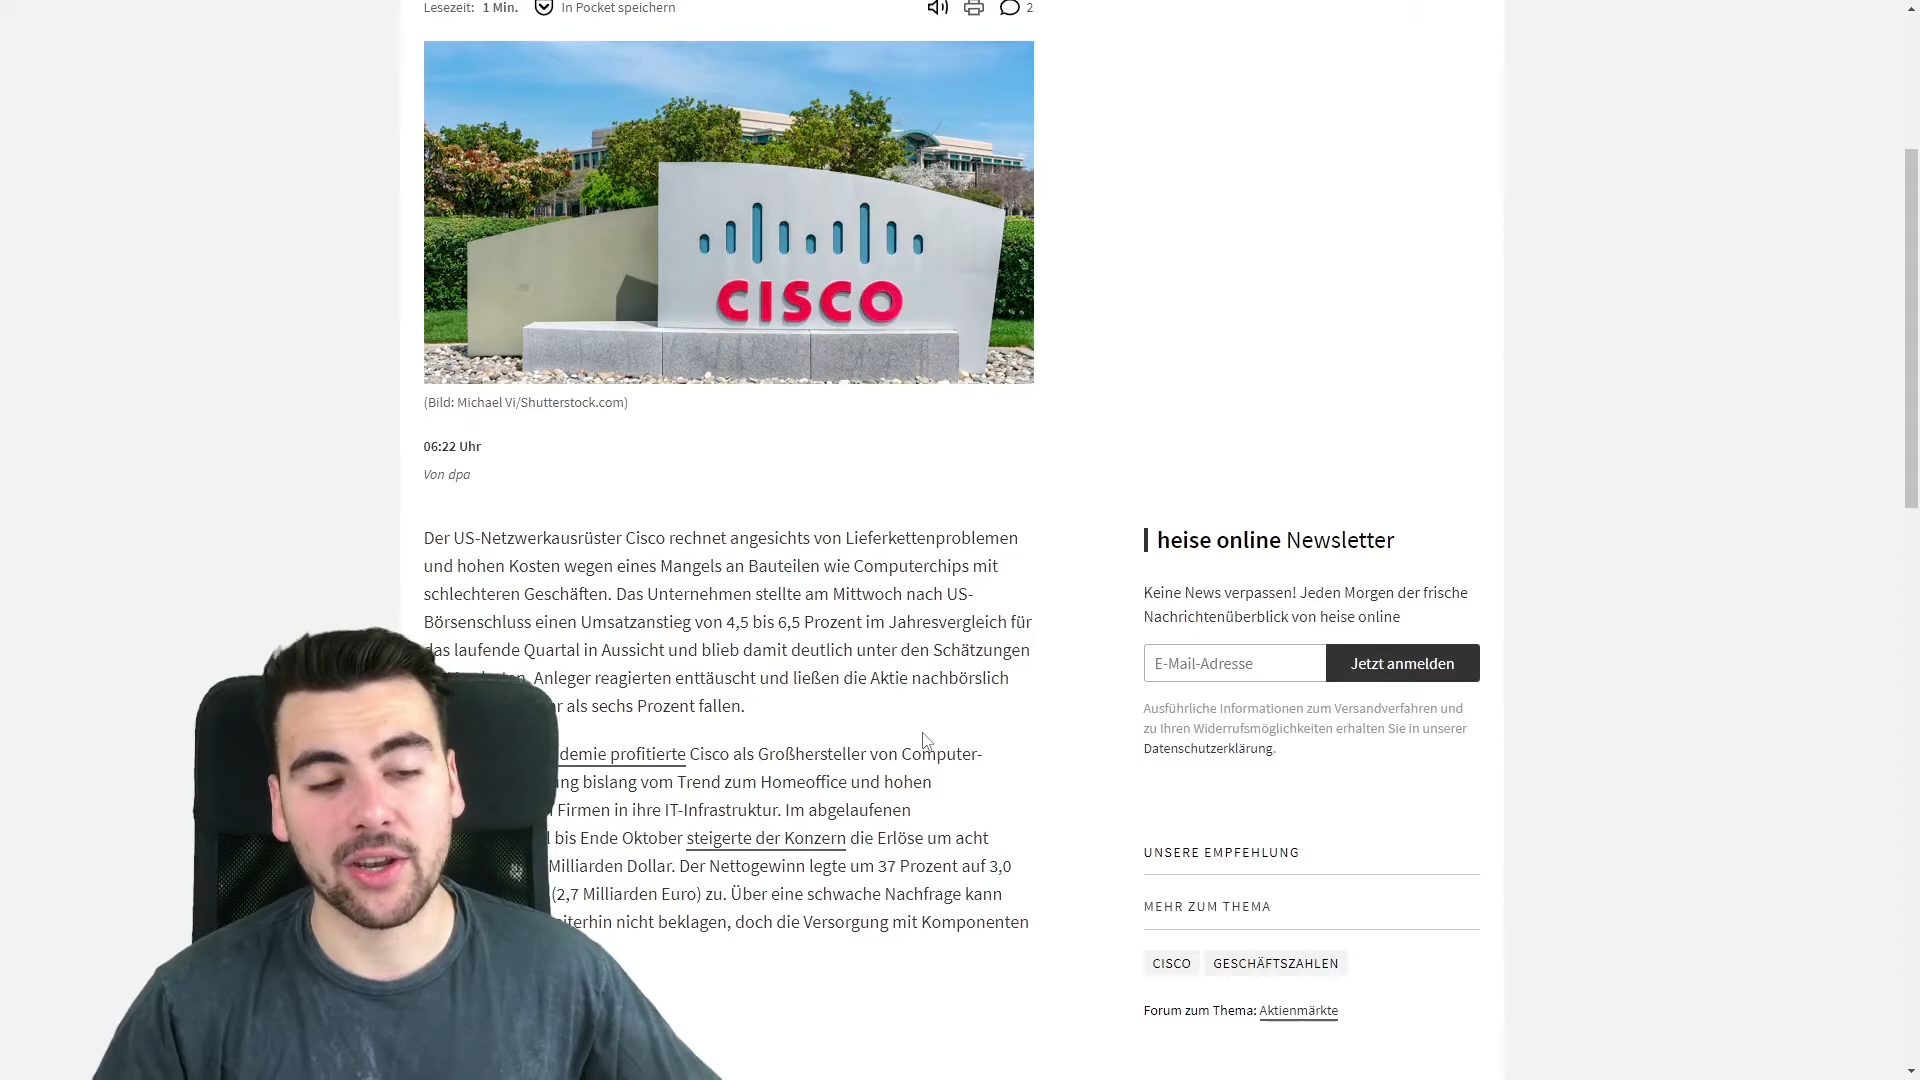 Lesezeit: 1 Min. In Pocket speichern 2
CISCO
(Bild: Michael Vi/Shutterstock.com)
06:22 Uhr
Von dpa
Der US-Netzwerkausrüster Cisco rechnet angesichts von Lieferkettenproblemen
und hohen Kosten wegen eines Mangels an Bauteilen wie Computerchips mit
schlechteren Geschäften. Das Unternehmen stellte am Mittwoch nach US-
Börsenschluss einen Umsatzanstieg von 4,5 bis 6,5 Prozent im Jahresvergleich für
das laufende Quartal in Aussicht und blieb damit deutlich unter den Schätzungen
Anleger reagierten enttäuscht und ließen die Aktie nachbörslich
als sechs Prozent fallen.
profitierte Cisco als Großhersteller von Computer-
bislang vom Trend zum Homeoffice und hohen
Firmen in ihre IT-Infrastruktur. Im abgelaufenen
bis Ende Oktober steigerte der Konzern die Erlöse um acht
Milliarden Dollar. Der Nettogewinn legte um 37 Prozent auf 3,0
(2,7 Milliarden Euro) zu. Über eine schwache Nachfrage kann
nicht beklagen, doch die Versorgung mit Komponenten
heise online Newsletter
Keine News verpassen! Jeden Morgen der frische
Nachrichtenüberblick von heise online
E-Mail-Adresse Jetzt anmelden
Ausführliche Informationen zum Versandverfahren und
zu Ihren Widerrufsmöglichkeiten erhalten Sie in unserer
Datenschutzerklärung.
UNSERE EMPFEHLUNG
MEHR ZUM THEMA
CISCO GESCHÄFTSZAHLEN
Forum zum Thema: Aktienmärkte